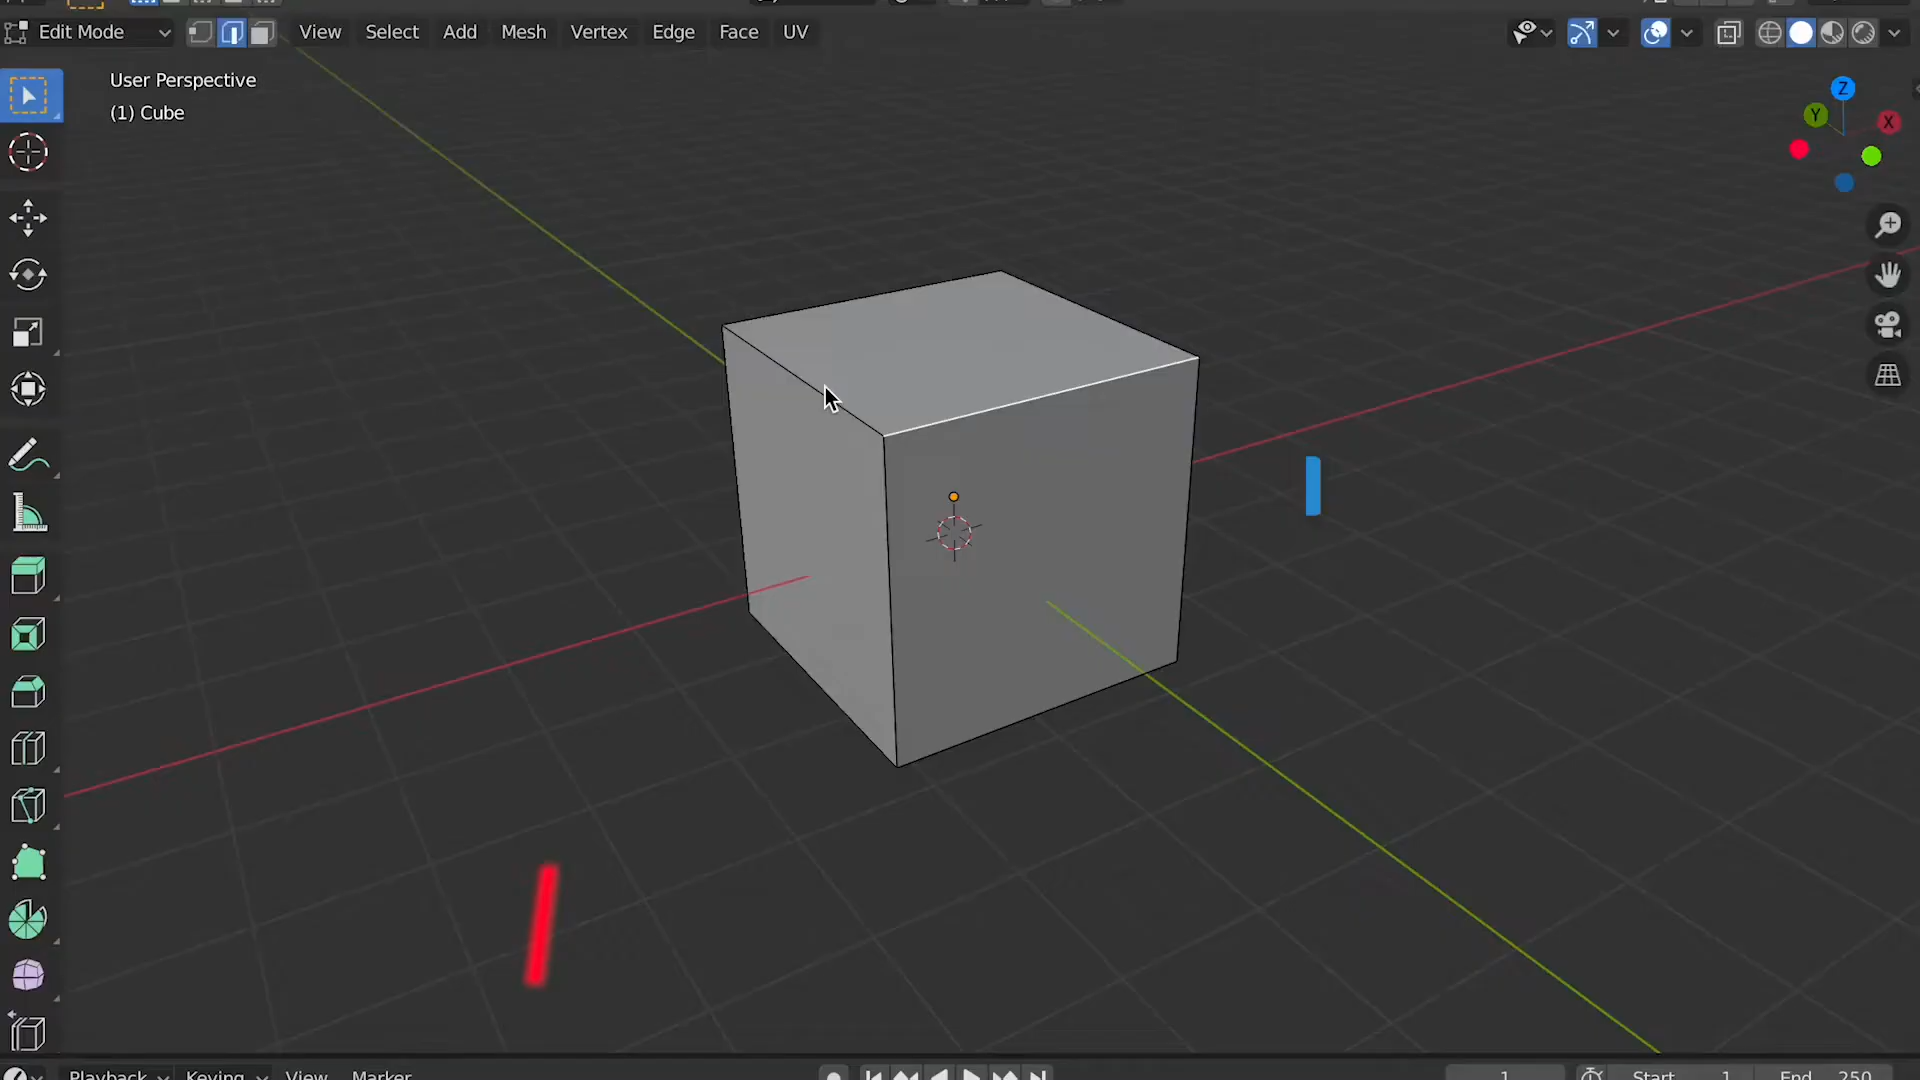 Edit Mode View Select Add Mesh Vertex Edge Face UV
User Perspective
(1) Cube
Z
Y
X
Playback Keying View Marker 1 Start 1 End 250